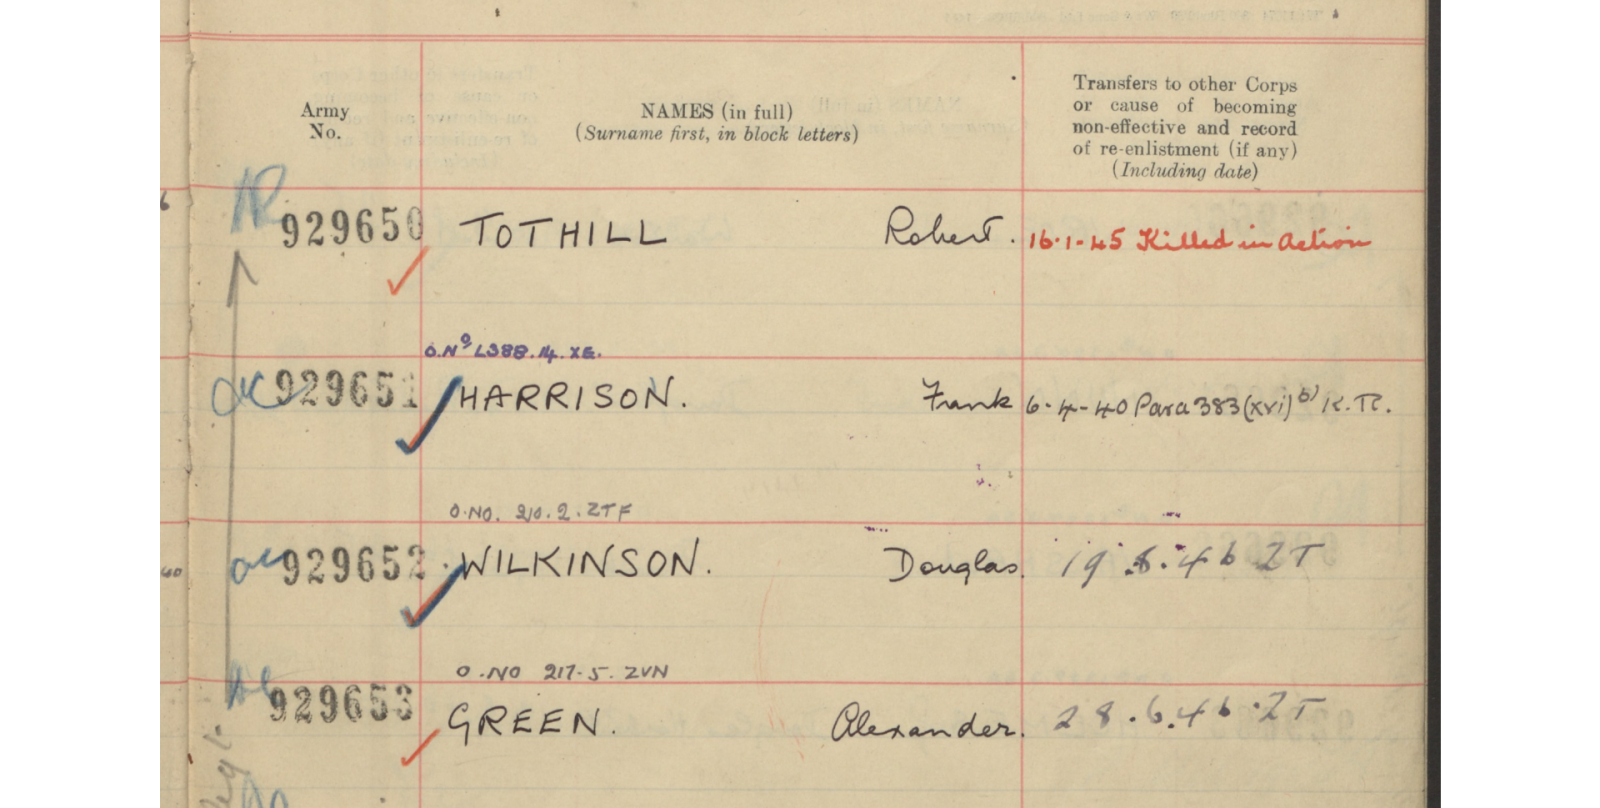 Army
No.
NAMES (in full)
(Surname first, in block letters)
Transfers to other Corps
or cause of becoming
non-effective and record
of re-enlistment (if any)
(Including date)
929650 TOTHILL Robert. 16·1-45 Killed in Action
O.Nº L388.14.XE.
929651 HARRISON. Frank 6-4-40 Para 383(xvi) b) K.R.
O.NO. 210.2.ZTF
40
929652 WILKINSON. Douglas. 19.8.46 ZT
O.NO 217-5. ZVN
929653 GREEN. Alexander. 28.6.46.ZT